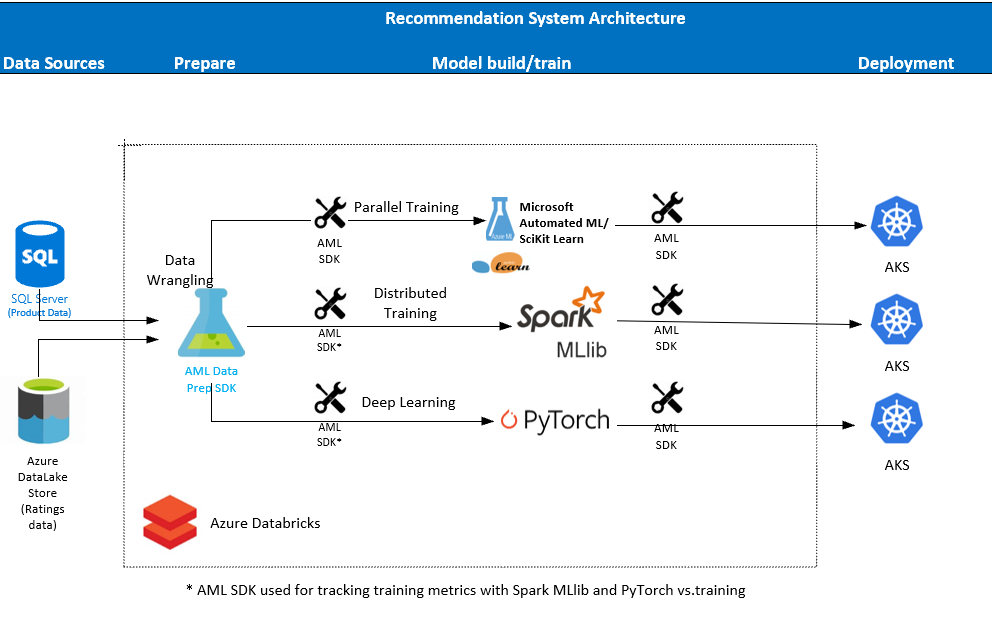 Recommendation System Architecture
Data Sources
Prepare
Model build/train
Deployment
SQL
SQL Server
(Product Data)
Azure
DataLake
Store
(Ratings
data)
Data
Wrangling
AML Data
Prep SDK
AML
SDK
Parallel Training
Azure ML
Microsoft
Automated ML/
SciKit Learn
learn
AML
SDK
AKS
AML
SDK*
Distributed
Training
Spark
MLlib
AML
SDK
AKS
AML
SDK*
Deep Learning
PyTorch
AML
SDK
AKS
Azure Databricks
* AML SDK used for tracking training metrics with Spark MLlib and PyTorch vs.training